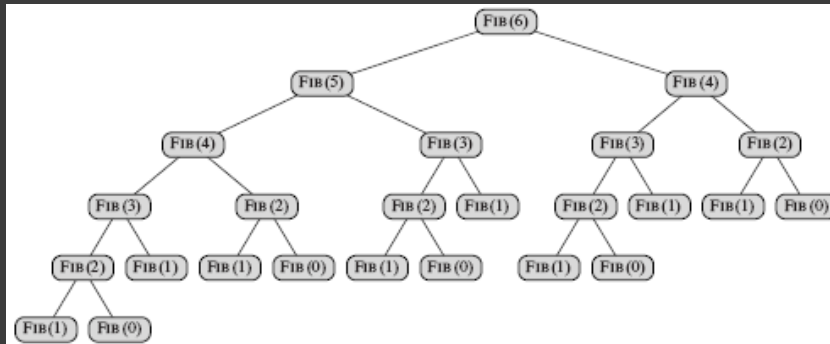 FIB(6)
FIB(5) FIB(4)
FIB(4) FIB(3) FIB(3) FIB(2)
FIB(3) FIB(2) FIB(2) FIB(1) FIB(2) FIB(1) FIB(1) FIB(0)
FIB(2) FIB(1) FIB(1) FIB(0) FIB(1) FIB(0) FIB(1) FIB(0)
FIB(1) FIB(0)